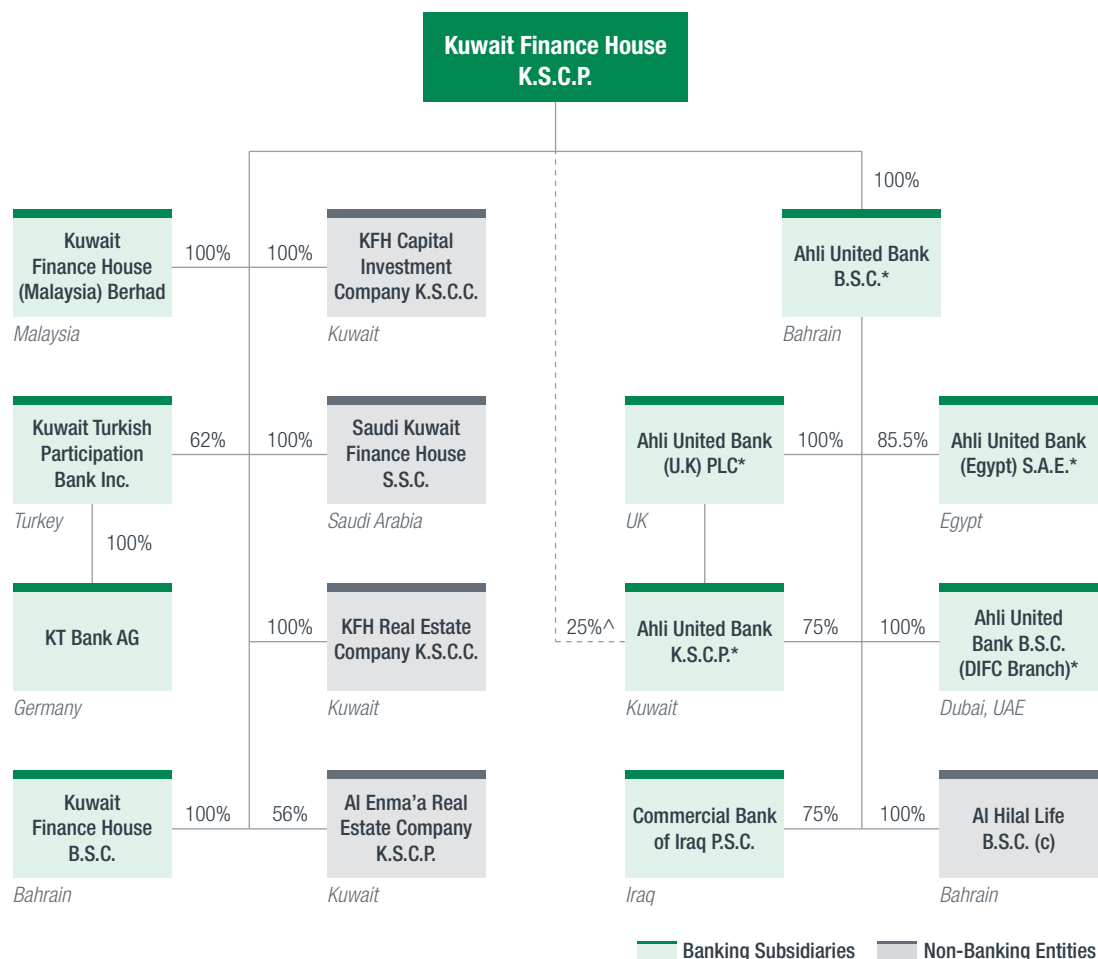 Kuwait Finance House
K.S.C.P.
100%
Kuwait
Finance House
(Malaysia) Berhad
Malaysia
100%
100%
KFH Capital
Investment
Company K.S.C.C.
Kuwait
Ahli United Bank
B.S.C.*
Bahrain
Kuwait Turkish
Participation
Bank Inc.
Turkey
62%
100%
Saudi Kuwait
Finance House
S.S.C.
Saudi Arabia
Ahli United Bank
(U.K) PLC*
UK
100%
85.5%
Ahli United Bank
(Egypt) S.A.E.*
Egypt
100%
KT Bank AG
Germany
100%
KFH Real Estate
Company K.S.C.C.
Kuwait
25%^
Ahli United Bank
K.S.C.P.*
Kuwait
75%
100%
Ahli United
Bank B.S.C.
(DIFC Branch)*
Dubai, UAE
Kuwait
Finance House
B.S.C.
Bahrain
100%
56%
Al Enma'a Real
Estate Company
K.S.C.P.
Kuwait
Commercial Bank
of Iraq P.S.C.
Iraq
75%
100%
Al Hilal Life
B.S.C. (c)
Bahrain
Banking Subsidiaries
Non-Banking Entities